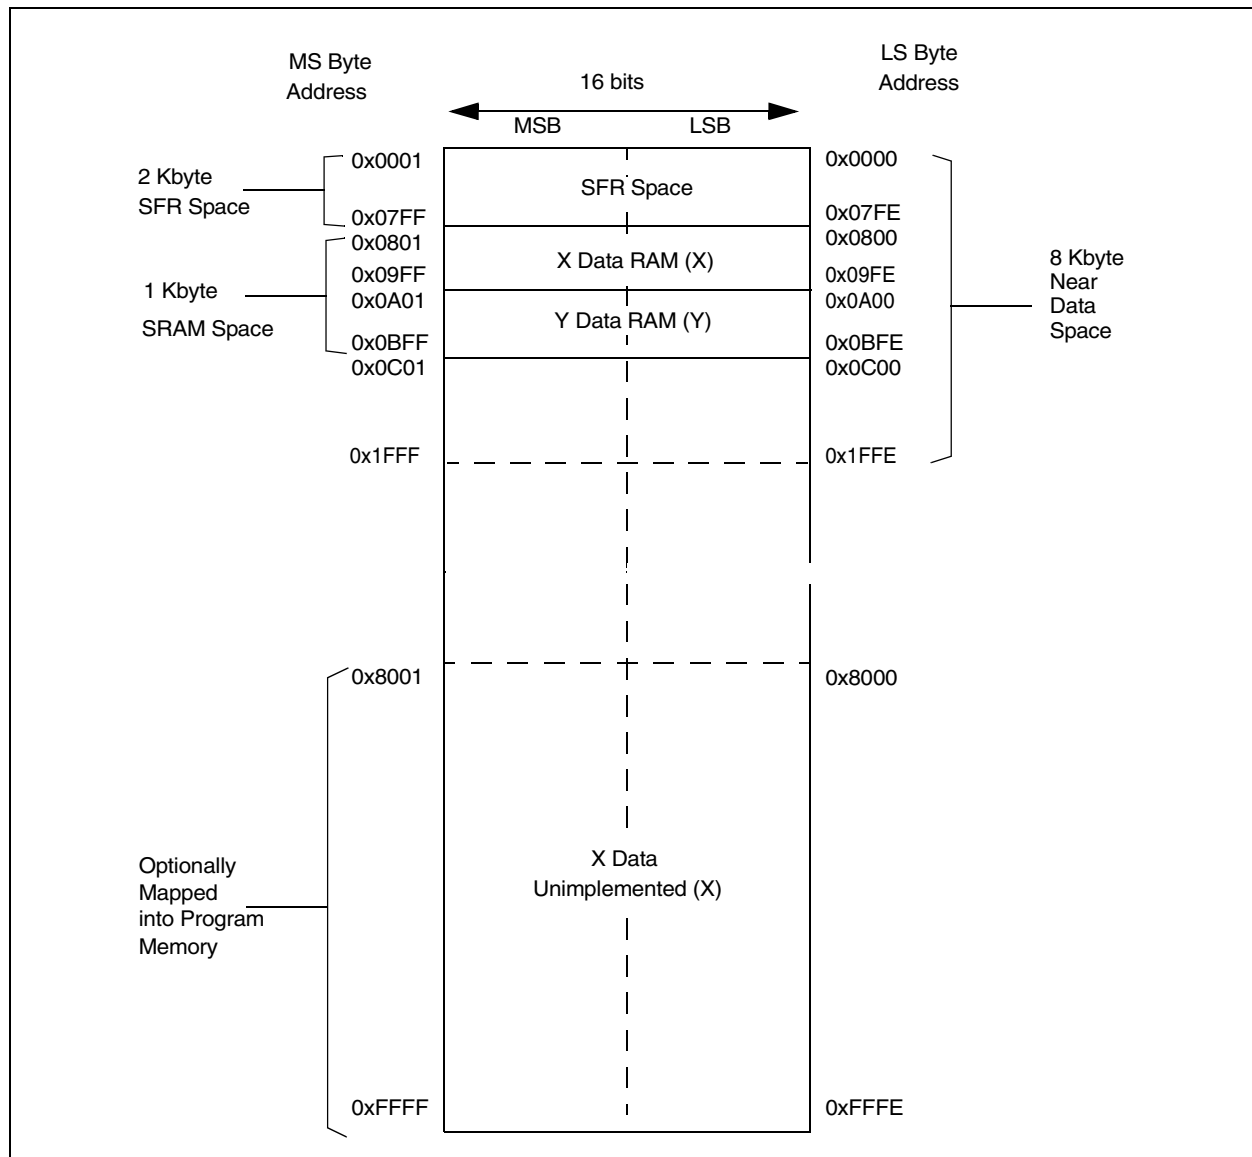 MS Byte
Address
16 bits
LS Byte
Address
MSB
LSB
2 Kbyte
SFR Space
0x0001
0x07FF
SFR Space
0x0000
0x07FE
1 Kbyte
SRAM Space
0x0801
0x09FF
0x0A01
0x0BFF
0x0C01
X Data RAM (X)
Y Data RAM (Y)
0x0800
0x09FE
0x0A00
0x0BFE
0x0C00
8 Kbyte
Near
Data
Space
0x1FFF
0x1FFE
0x8001
0x8000
Optionally
Mapped
into Program
Memory
X Data
Unimplemented (X)
0xFFFF
0xFFFE